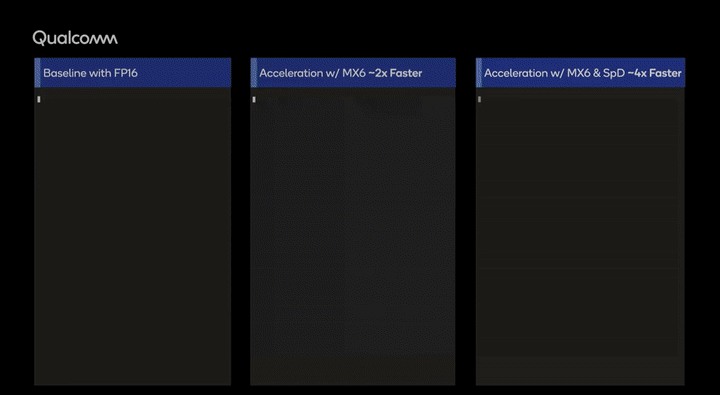 Qualcomm
Baseline with FP16
Acceleration w/ MX6 ~2x Faster
Acceleration w/ MX6 & SpD ~4x Faster